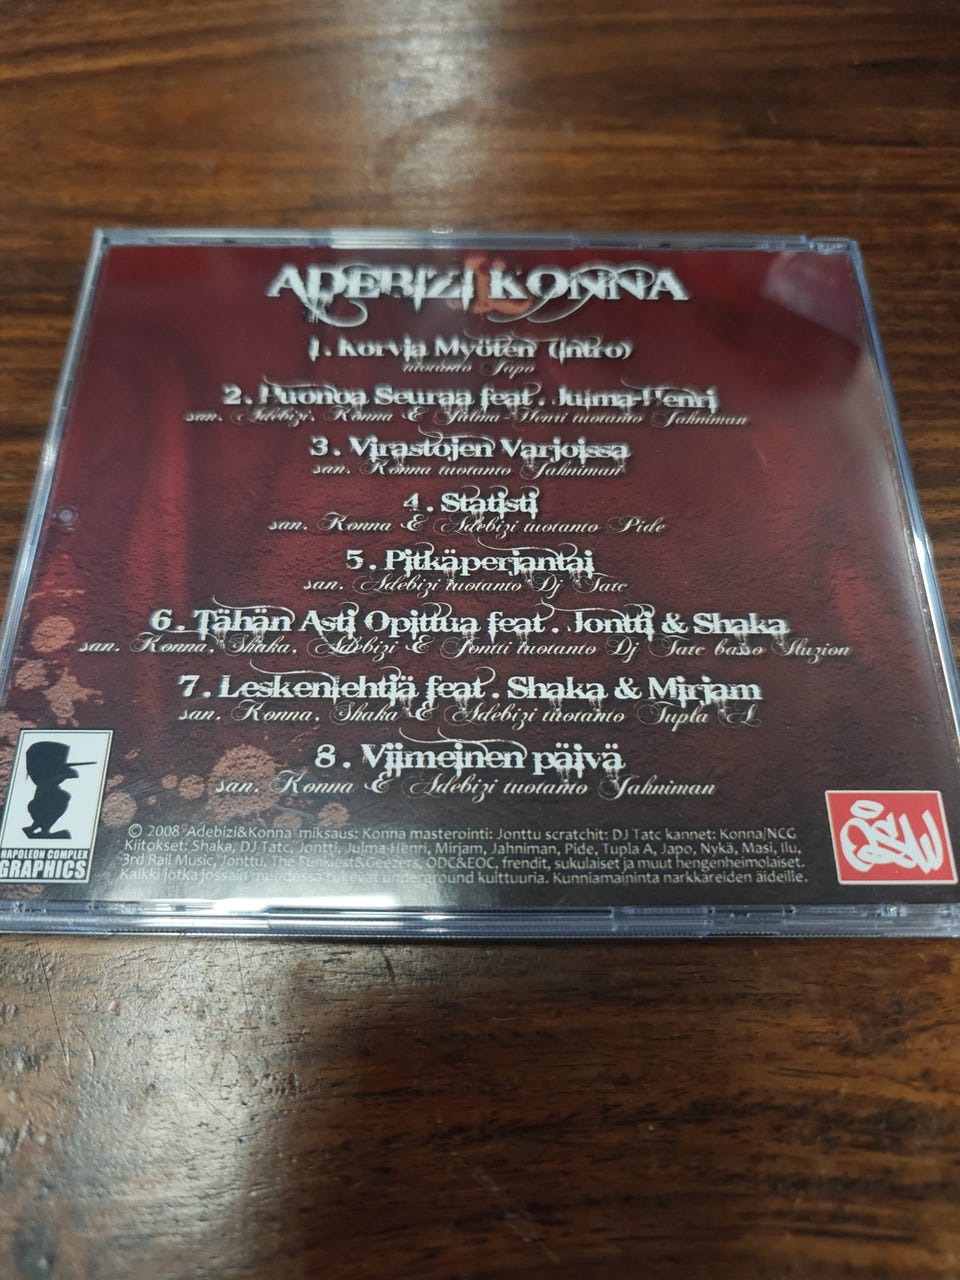 ADEBIZI KONNA
1. Korvia Myöten (intro)
tuotanto Japo
2. Huonoa Seuraa feat. Julma-Henri
san. Adebizi, Konna & Julma Henri tuotanto Jahniman
3. Virastojen Varjoissa
san. Konna tuotanto Jahniman
4. Statisti
san. Konna & Adebizi tuotanto Pide
5. Pitkäperjantai
san. Adebizi tuotanto Dj Tatc
6. Tähän Asti Opittua feat. Jontti & Shaka
san. Konna, Shaka, Adebizi & Jontti tuotanto Dj Tatc basso Iluzion
7. Leskenlehtiä feat. Shaka & Mirjam
san. Konna, Shaka & Adebizi tuotanto Tupla A
8. Viimeinen päivä
san. Konna & Adebizi tuotanto Jahniman
© 2008 Adebizi&Konna miksaus: Konna masterointi: Jonttu scratchit: DJ Tatc kannet: Konna/NCG
Kiitokset: Shaka, DJ Tatc, Jontti, Julma-Henri, Mirjam, Jahniman, Pide, Tupla A, Japo, Nykä, Masi, Ilu,
3rd Rail Music, Jonttu, The Funkiest&Geezers, ODC&EOC, frendit, sukulaiset ja muut hengenheimolaiset.
Kaikki jotka jossain muodossa tukevat underground kulttuuria. Kunniamaininta narkkareiden äideille.
NAPOLEON COMPLEX
GRAPHICS